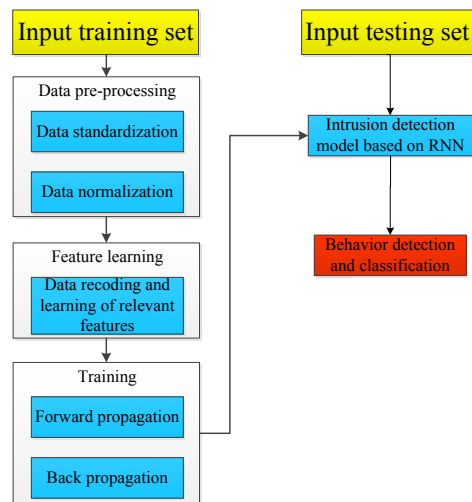 Input training set
Data pre-processing
Data standardization
Data normalization
Feature learning
Data recoding and
learning of relevant
features
Training
Forward propagation
Back propagation
Input testing set
Intrusion detection
model based on RNN
Behavior detection
and classification